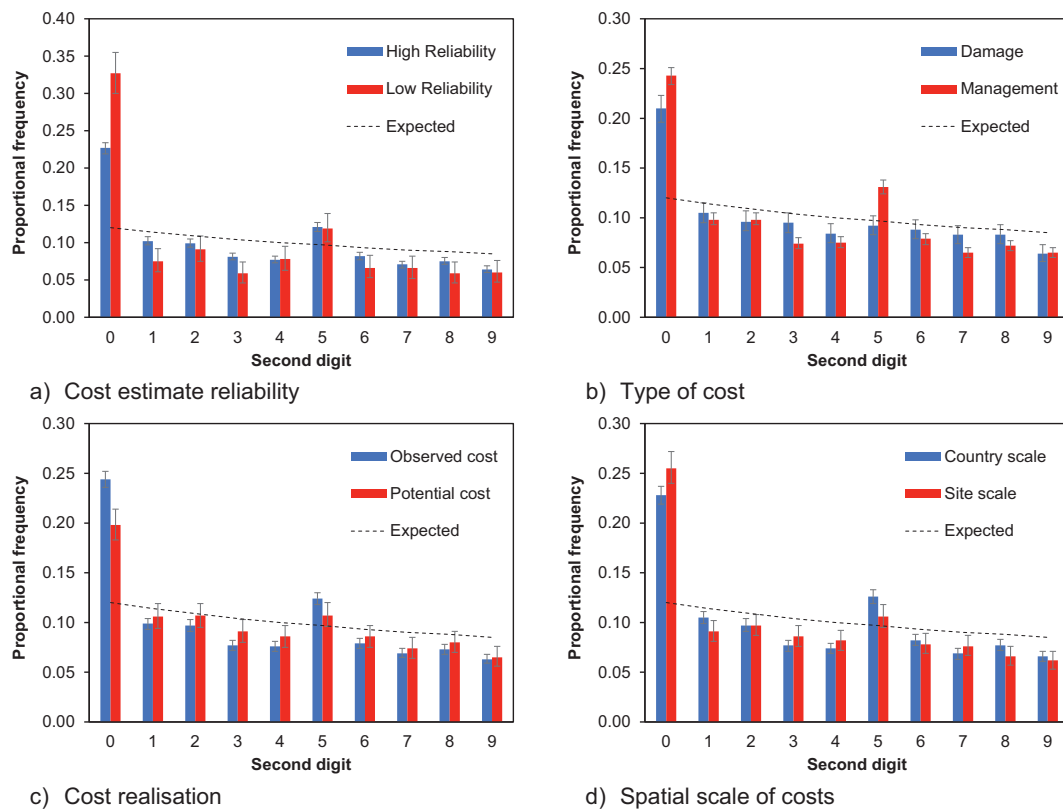 0.40
0.35
0.30
0.25
0.20
0.15
0.10
0.05
0.00
Proportional frequency
High Reliability
Low Reliability
Expected
0 1 2 3 4 5 6 7 8 9
Second digit
a) Cost estimate reliability
0.30
0.25
0.20
0.15
0.10
0.05
0.00
Proportional frequency
Damage
Management
Expected
0 1 2 3 4 5 6 7 8 9
Second digit
b) Type of cost
0.30
0.25
0.20
0.15
0.10
0.05
0.00
Proportional frequency
Observed cost
Potential cost
Expected
0 1 2 3 4 5 6 7 8 9
Second digit
c) Cost realisation
0.30
0.25
0.20
0.15
0.10
0.05
0.00
Proportional frequency
Country scale
Site scale
Expected
0 1 2 3 4 5 6 7 8 9
Second digit
d) Spatial scale of costs